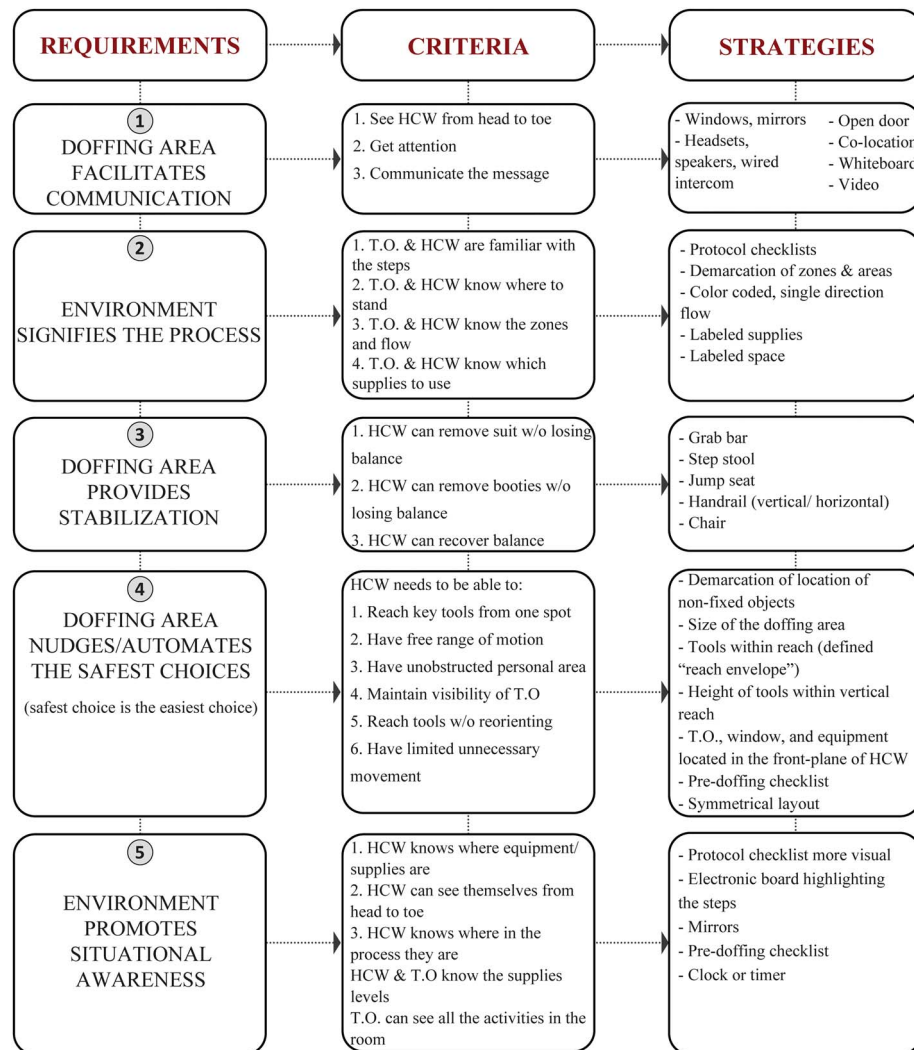 REQUIREMENTS
CRITERIA
STRATEGIES
1
DOFFING AREA
FACILITATES
COMMUNICATION
1. See HCW from head to toe
2. Get attention
3. Communicate the message
- Windows, mirrors
- Headsets,
speakers, wired
intercom
- Open door
- Co-location
- Whiteboard
- Video
2
ENVIRONMENT
SIGNIFIES THE PROCESS
1. T.O. & HCW are familiar with
the steps
2. T.O. & HCW know where to
stand
3. T.O. & HCW know the zones
and flow
4. T.O. & HCW know which
supplies to use
- Protocol checklists
- Demarcation of zones & areas
- Color coded, single direction
flow
- Labeled supplies
- Labeled space
3
DOFFING AREA
PROVIDES
STABILIZATION
1. HCW can remove suit w/o losing
balance
2. HCW can remove booties w/o
losing balance
3. HCW can recover balance
- Grab bar
- Step stool
- Jump seat
- Handrail (vertical/ horizontal)
- Chair
4
DOFFING AREA
NUDGES/AUTOMATES
THE SAFEST CHOICES
(safest choice is the easiest choice)
HCW needs to be able to:
1. Reach key tools from one spot
2. Have free range of motion
3. Have unobstructed personal area
4. Maintain visibility of T.O
5. Reach tools w/o reorienting
6. Have limited unnecessary
movement
- Demarcation of location of
non-fixed objects
- Size of the doffing area
- Tools within reach (defined
“reach envelope”)
- Height of tools within vertical
reach
- T.O., window, and equipment
located in the front-plane of HCW
- Pre-doffing checklist
- Symmetrical layout
5
ENVIRONMENT
PROMOTES
SITUATIONAL
AWARENESS
1. HCW knows where equipment/
supplies are
2. HCW can see themselves from
head to toe
3. HCW knows where in the
process they are
HCW & T.O know the supplies
levels
T.O. can see all the activities in the
room
- Protocol checklist more visual
- Electronic board highlighting
the steps
- Mirrors
- Pre-doffing checklist
- Clock or timer